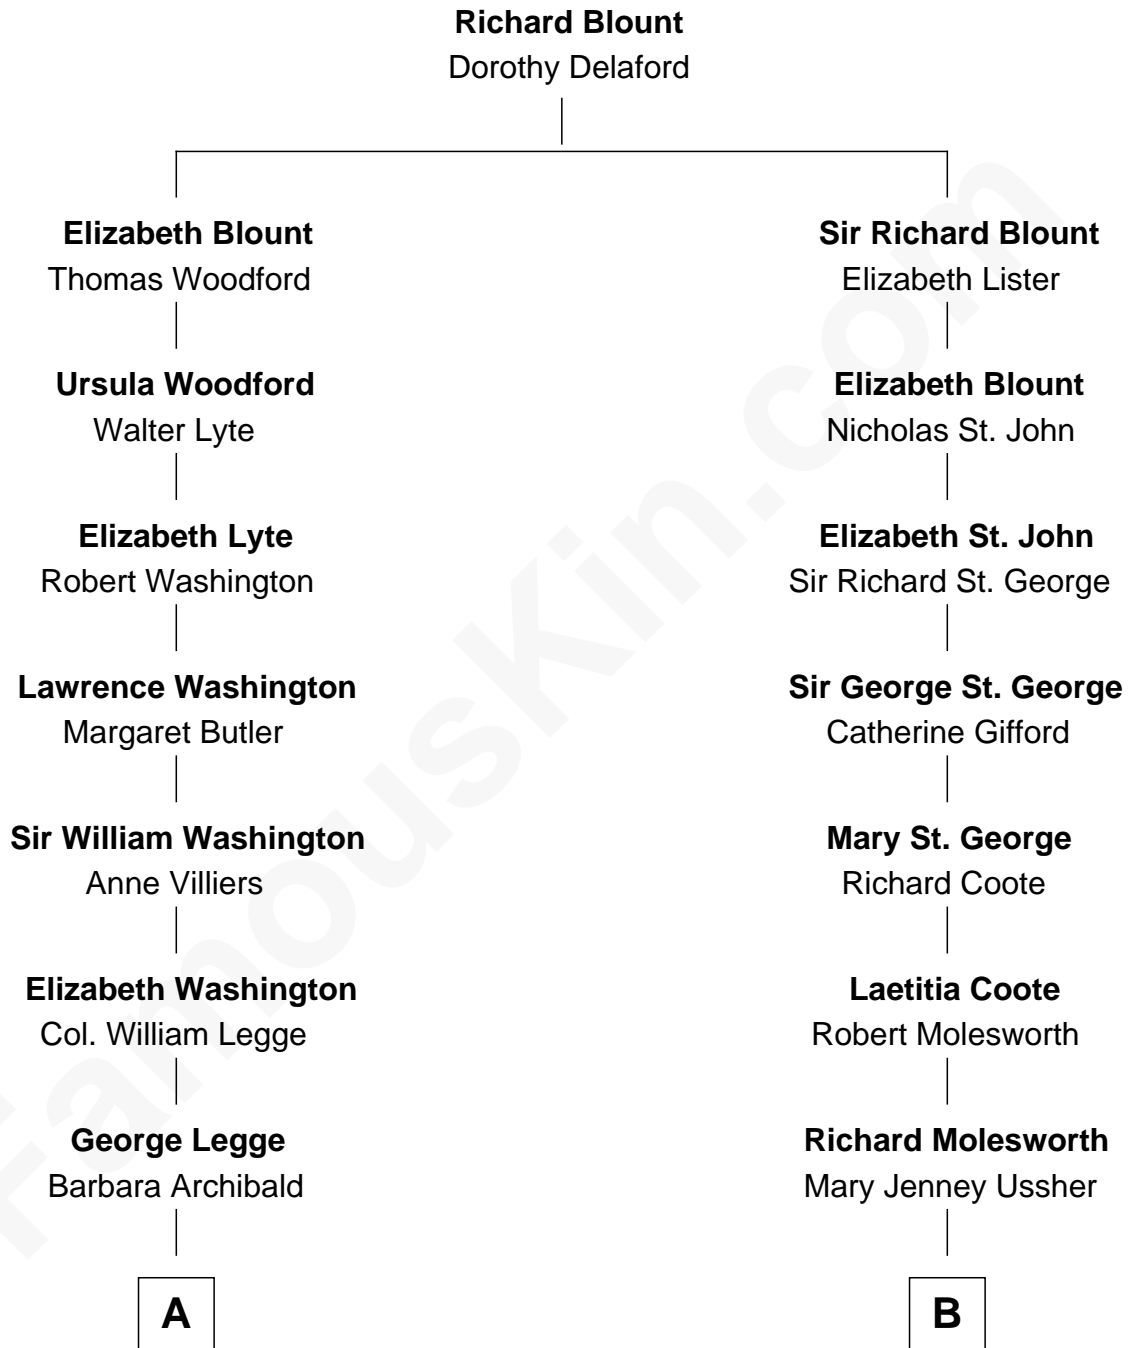 Richard Blount
Dorothy Delaford
Elizabeth Blount
Thomas Woodford
Ursula Woodford
Walter Lyte
Elizabeth Lyte
Robert Washington
Lawrence Washington
Margaret Butler
Sir William Washington
Anne Villiers
Elizabeth Washington
Col. William Legge
George Legge
Barbara Archibald
A
Sir Richard Blount
Elizabeth Lister
Elizabeth Blount
Nicholas St. John
Elizabeth St. John
Sir Richard St. George
Sir George St. George
Catherine Gifford
Mary St. George
Richard Coote
Laetitia Coote
Robert Molesworth
Richard Molesworth
Mary Jenney Ussher
B
FamousKin.com